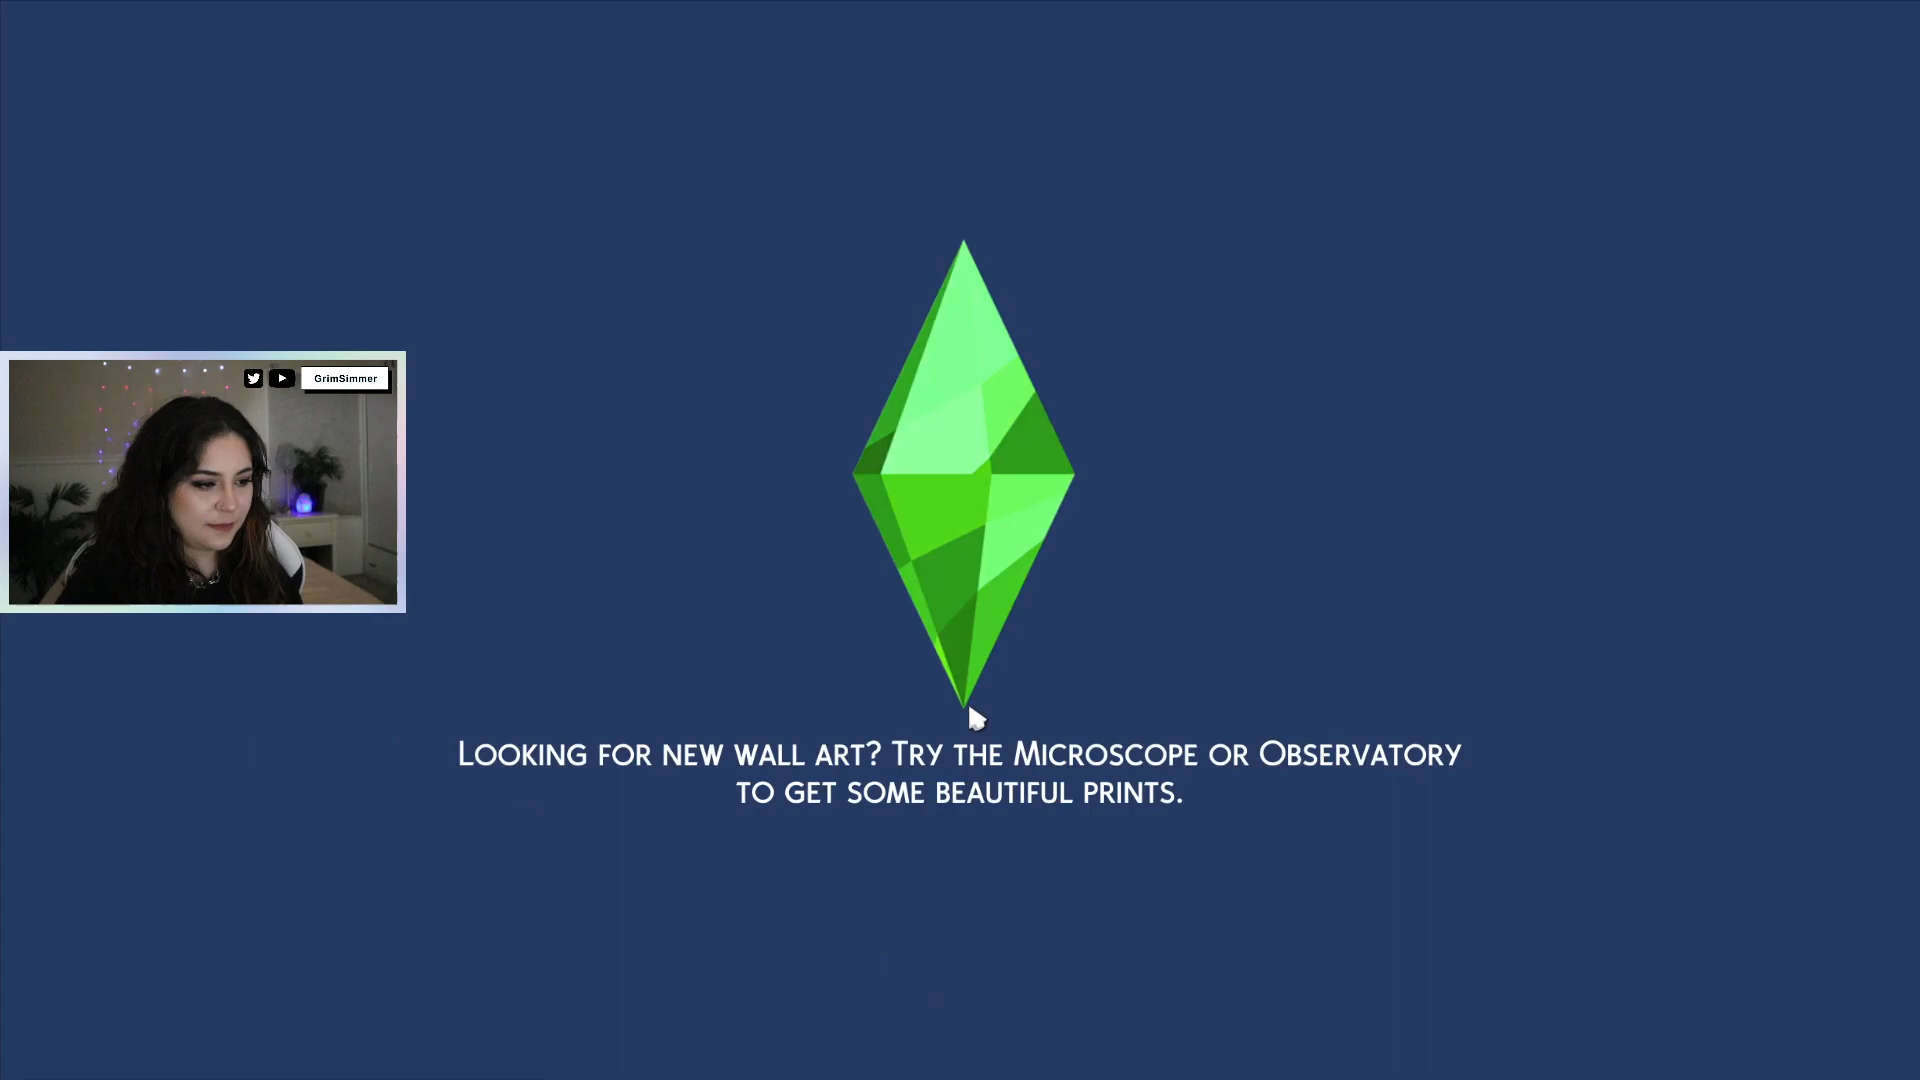 GrimSimmer
Looking for new wall art? Try the Microscope or Observatory
to get some beautiful prints.